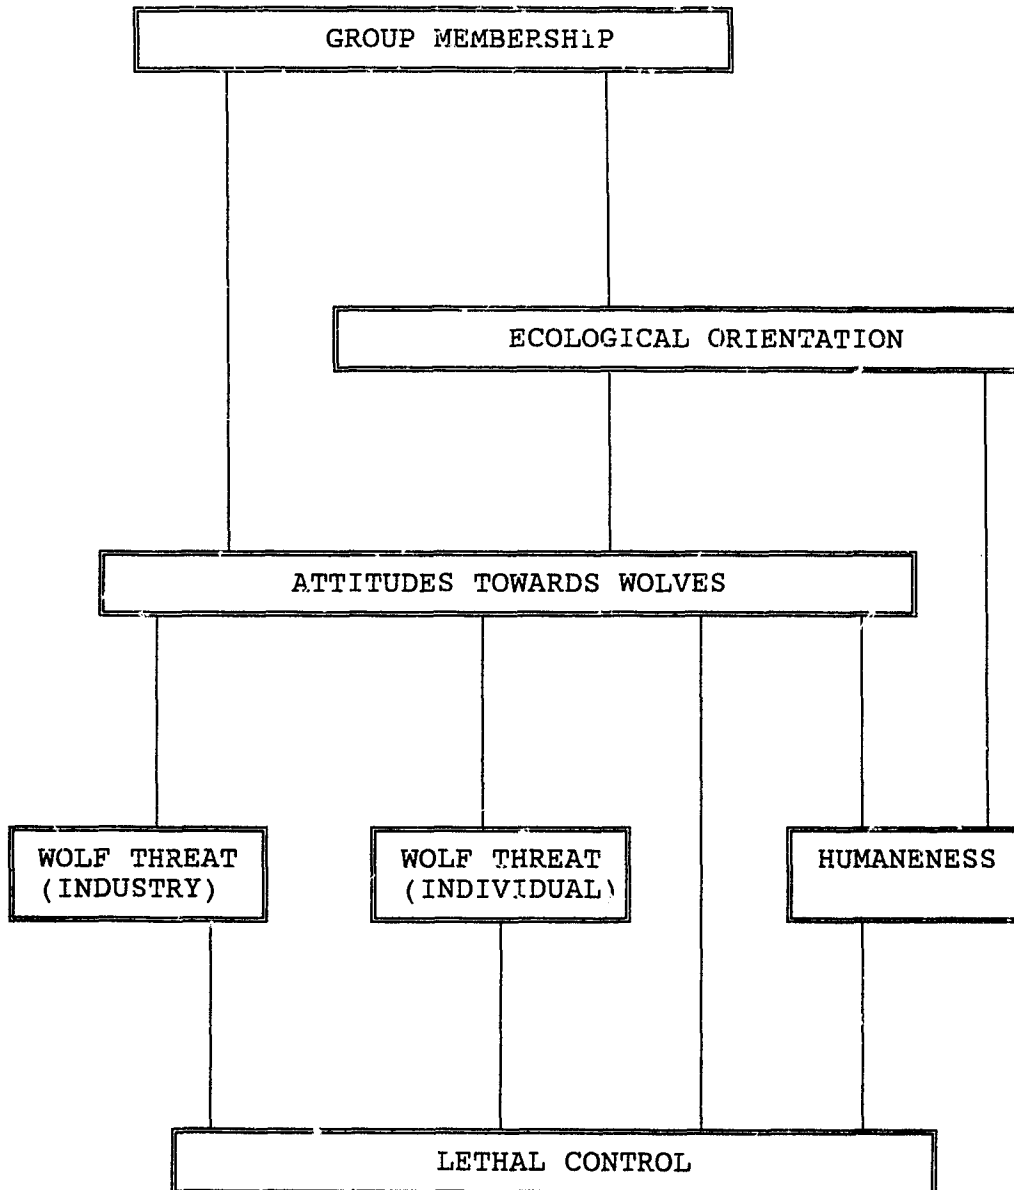 GROUP MEMBERSHIP
ECOLOGICAL ORIENTATION
ATTITUDES TOWARDS WOLVES
WOLF THREAT
(INDUSTRY)
WOLF THREAT
(INDIVIDUAL)
HUMANENESS
LETHAL CONTROL